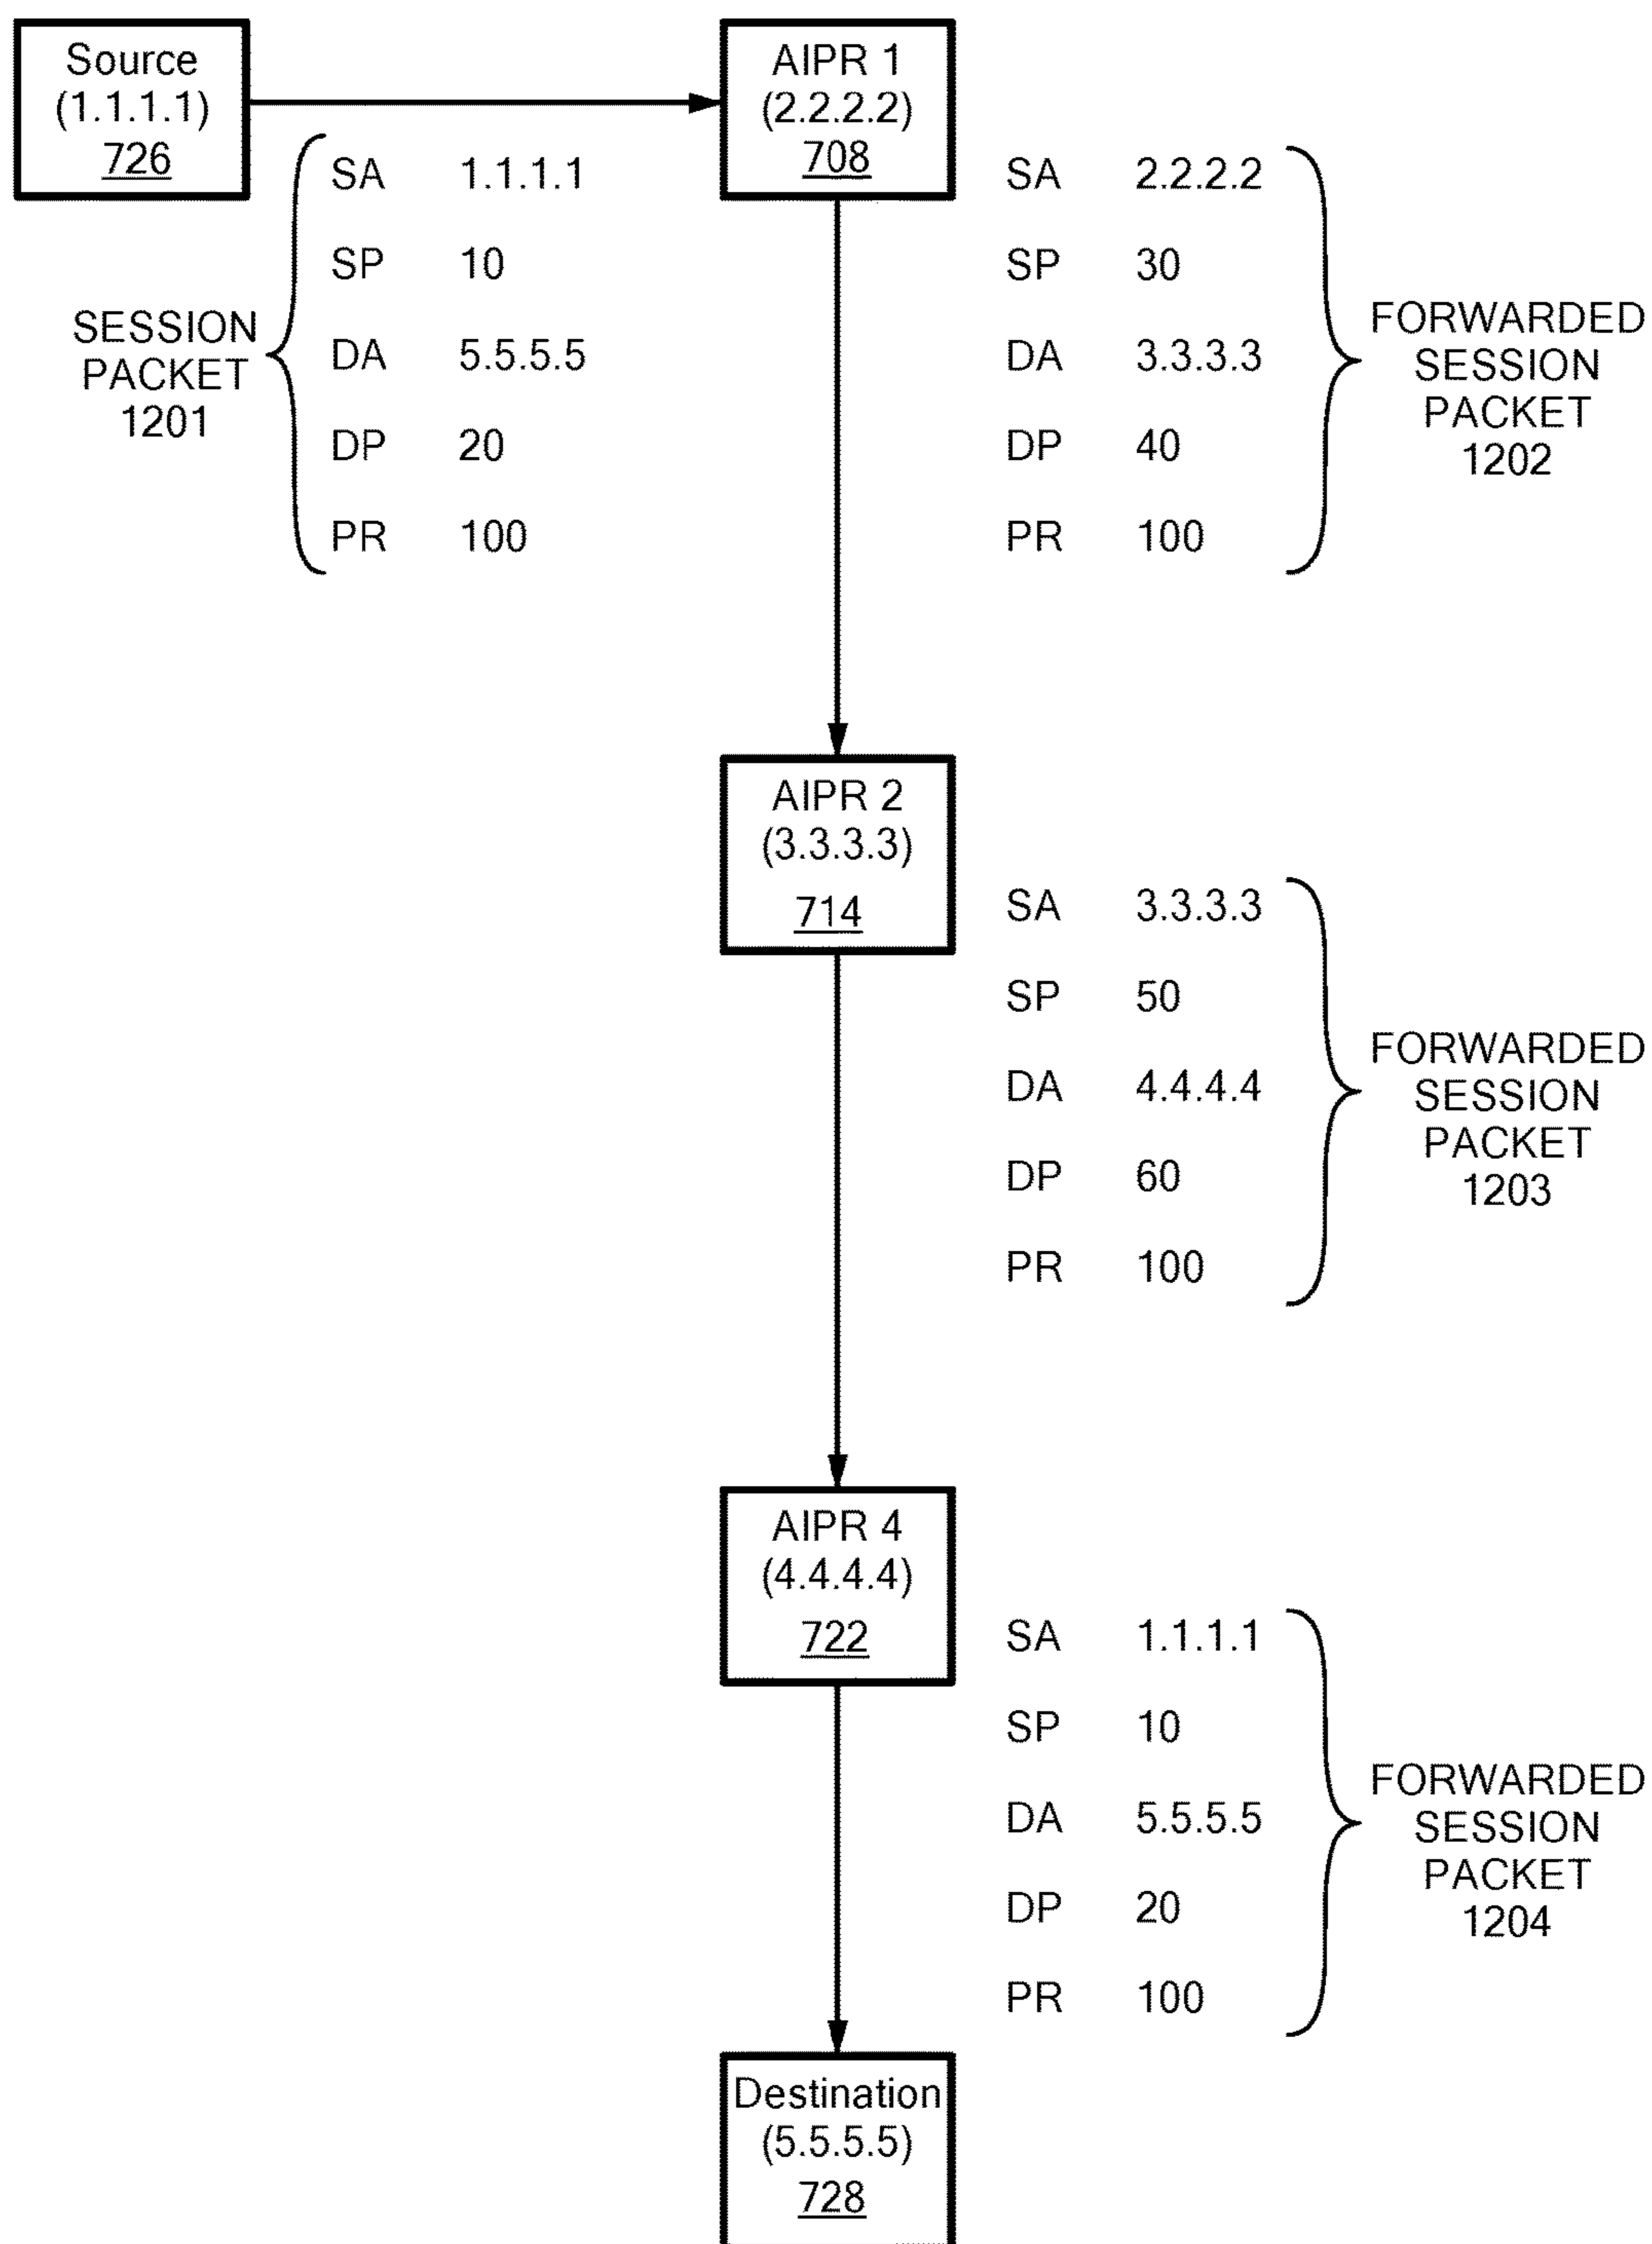 Source
(1.1.1.1)
726
AIPR 1
(2.2.2.2)
708
SESSION
PACKET
1201
SA 1.1.1.1
SP 10
DA 5.5.5.5
DP 20
PR 100
SA 2.2.2.2
SP 30
DA 3.3.3.3
DP 40
PR 100
FORWARDED
SESSION
PACKET
1202
AIPR 2
(3.3.3.3)
714
SA 3.3.3.3
SP 50
DA 4.4.4.4
DP 60
PR 100
FORWARDED
SESSION
PACKET
1203
AIPR 4
(4.4.4.4)
722
SA 1.1.1.1
SP 10
DA 5.5.5.5
DP 20
PR 100
FORWARDED
SESSION
PACKET
1204
Destination
(5.5.5.5)
728